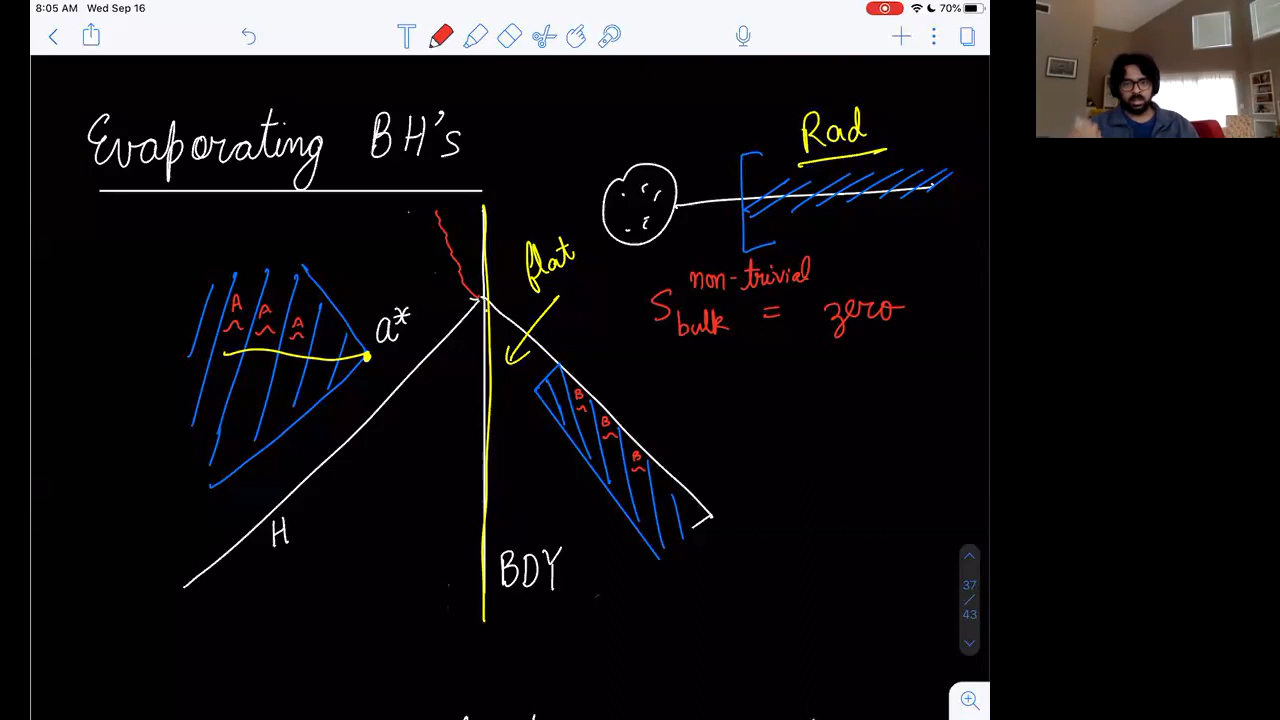 8:05 AM Wed Sep 16
70%
T
Evaporating BH's
Rad
flat
non-trivial
S bulk = zero
A A A
a*
B
B
B
H
BDY
37
/
43